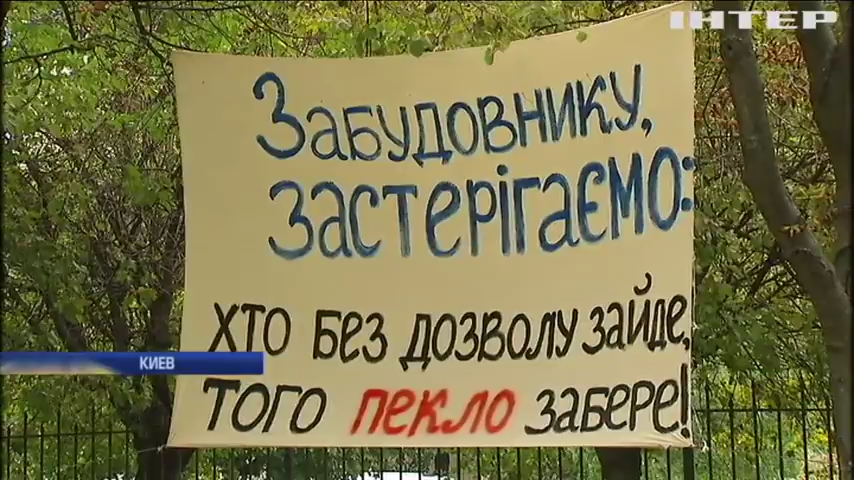 ІНТЕР
Забудовнику,
застерігаємо:
хто без дозволу зайде,
того пекло забере!
КИЕВ